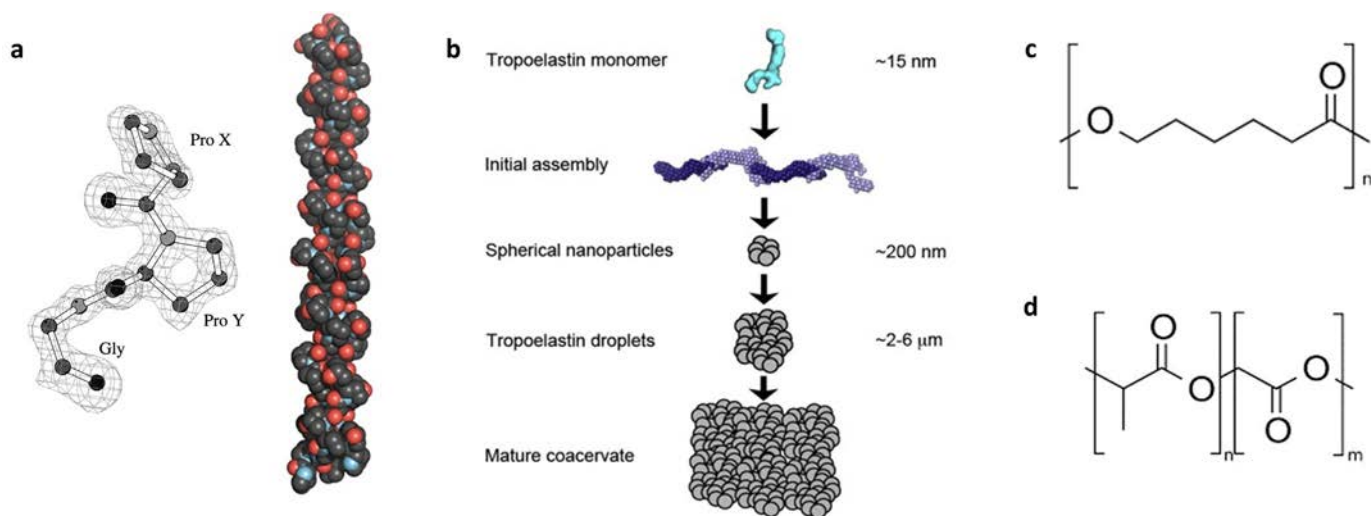 a
Pro X
Pro Y
Gly
b
Tropoelastin monomer
~15 nm
Initial assembly
Spherical nanoparticles
~200 nm
Tropoelastin droplets
~2-6 μm
Mature coacervate
c
O
O
n
d
O
O
O
O
n
m